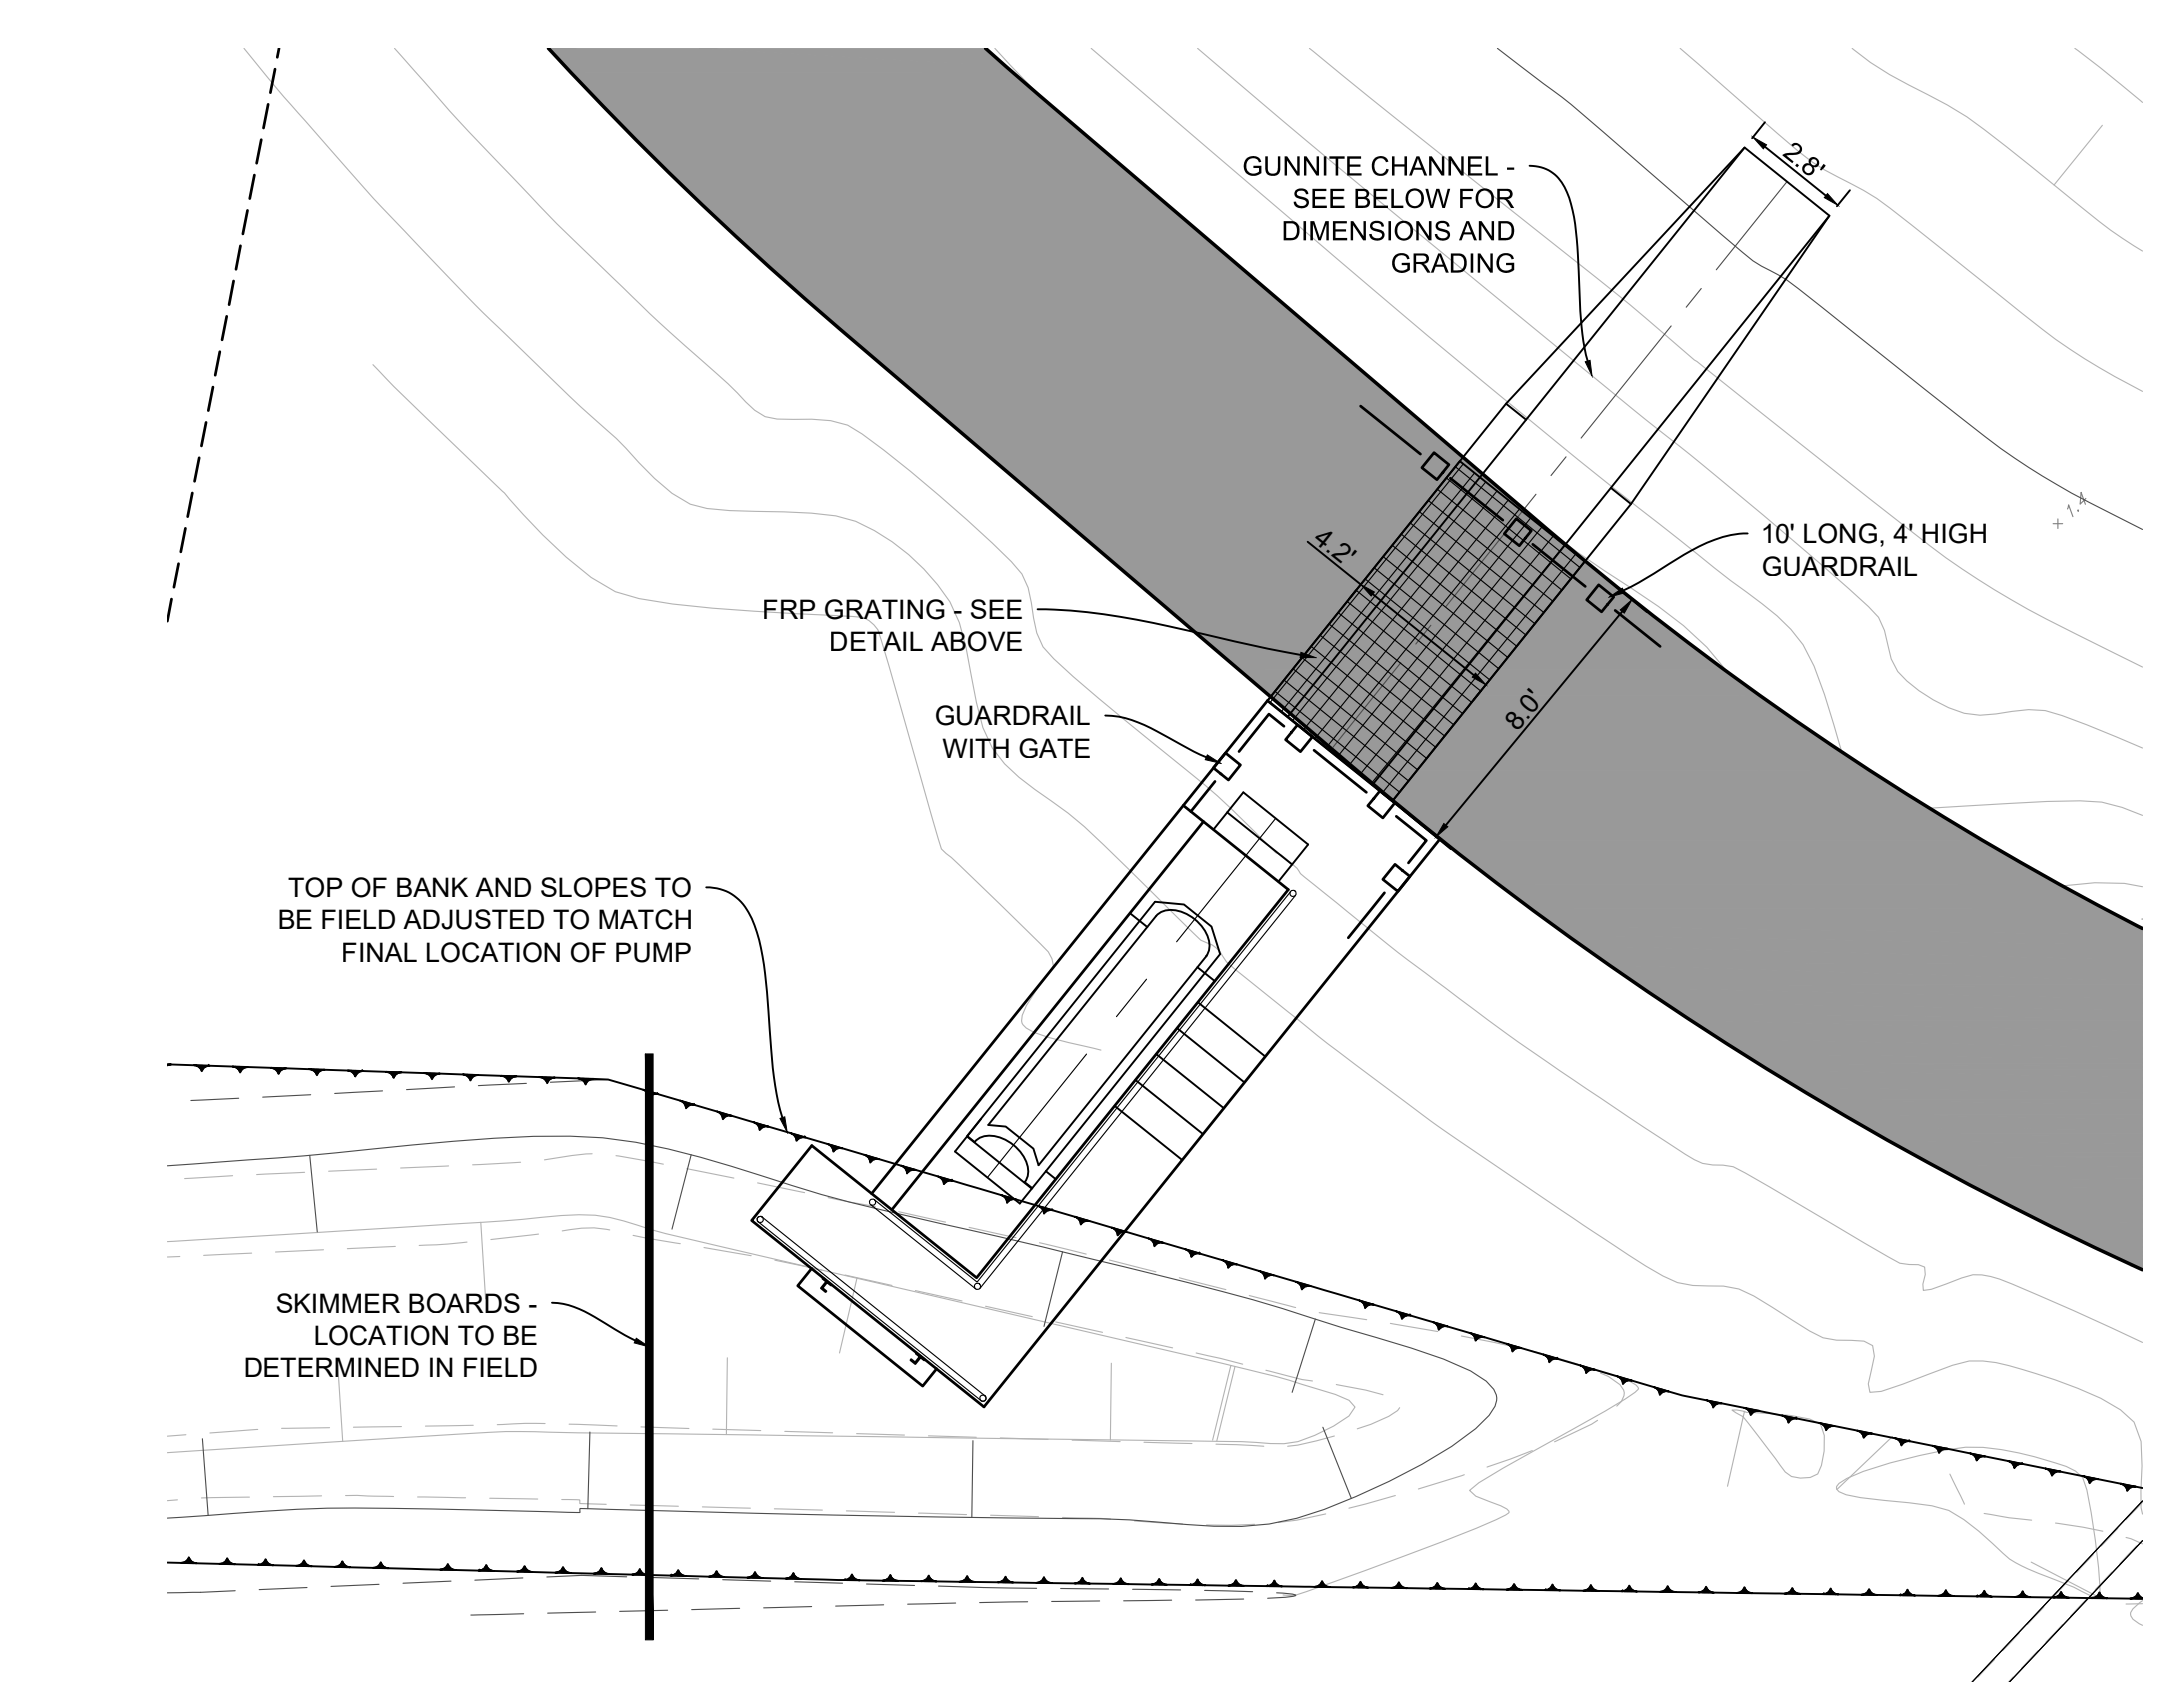 2.8'
GUNNITE CHANNEL -
SEE BELOW FOR
DIMENSIONS AND
GRADING
+ 1.4
10' LONG, 4' HIGH
GUARDRAIL
4.2'
FRP GRATING - SEE
DETAIL ABOVE
8.0'
GUARDRAIL
WITH GATE
TOP OF BANK AND SLOPES TO
BE FIELD ADJUSTED TO MATCH
FINAL LOCATION OF PUMP
SKIMMER BOARDS -
LOCATION TO BE
DETERMINED IN FIELD